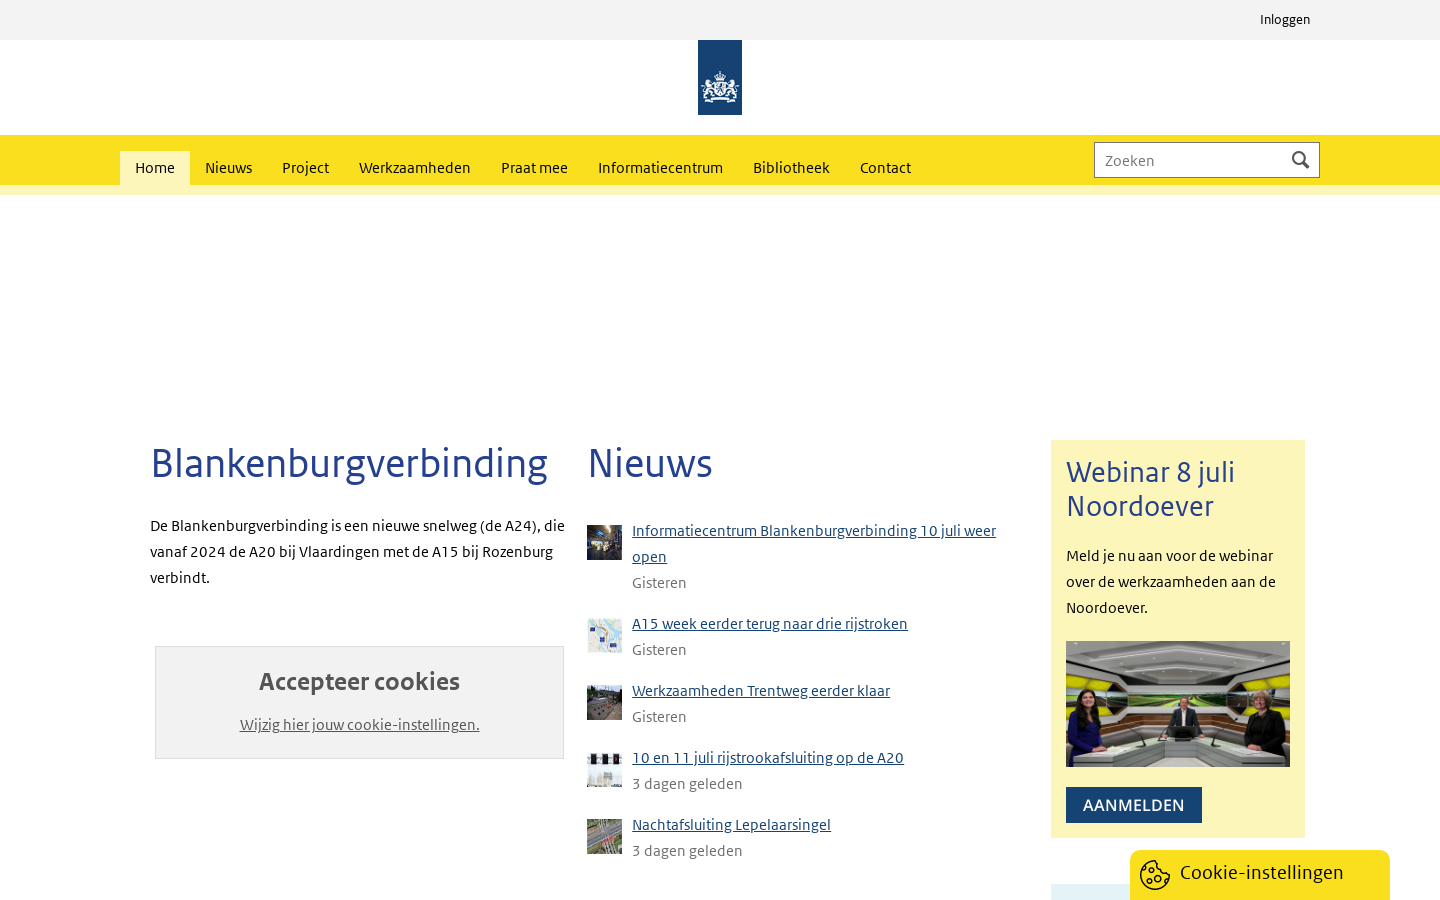 Inloggen
Home
Nieuws
Project
Werkzaamheden
Praat mee
Informatiecentrum
Bibliotheek
Contact
Zoeken
Blankenburgverbinding
De Blankenburgverbinding is een nieuwe snelweg (de A24), die
vanaf 2024 de A20 bij Vlaardingen met de A15 bij Rozenburg
verbindt.
Accepteer cookies
Wijzig hier jouw cookie-instellingen.
Nieuws
Informatiecentrum Blankenburgverbinding 10 juli weer
open
Gisteren
A15 week eerder terug naar drie rijstroken
Gisteren
Werkzaamheden Trentweg eerder klaar
Gisteren
10 en 11 juli rijstrookafsluiting op de A20
3 dagen geleden
Nachtafsluiting Lepelaarsingel
3 dagen geleden
Webinar 8 juli
Noordoever
Meld je nu aan voor de webinar
over de werkzaamheden aan de
Noordoever.
AANMELDEN
Cookie-instellingen